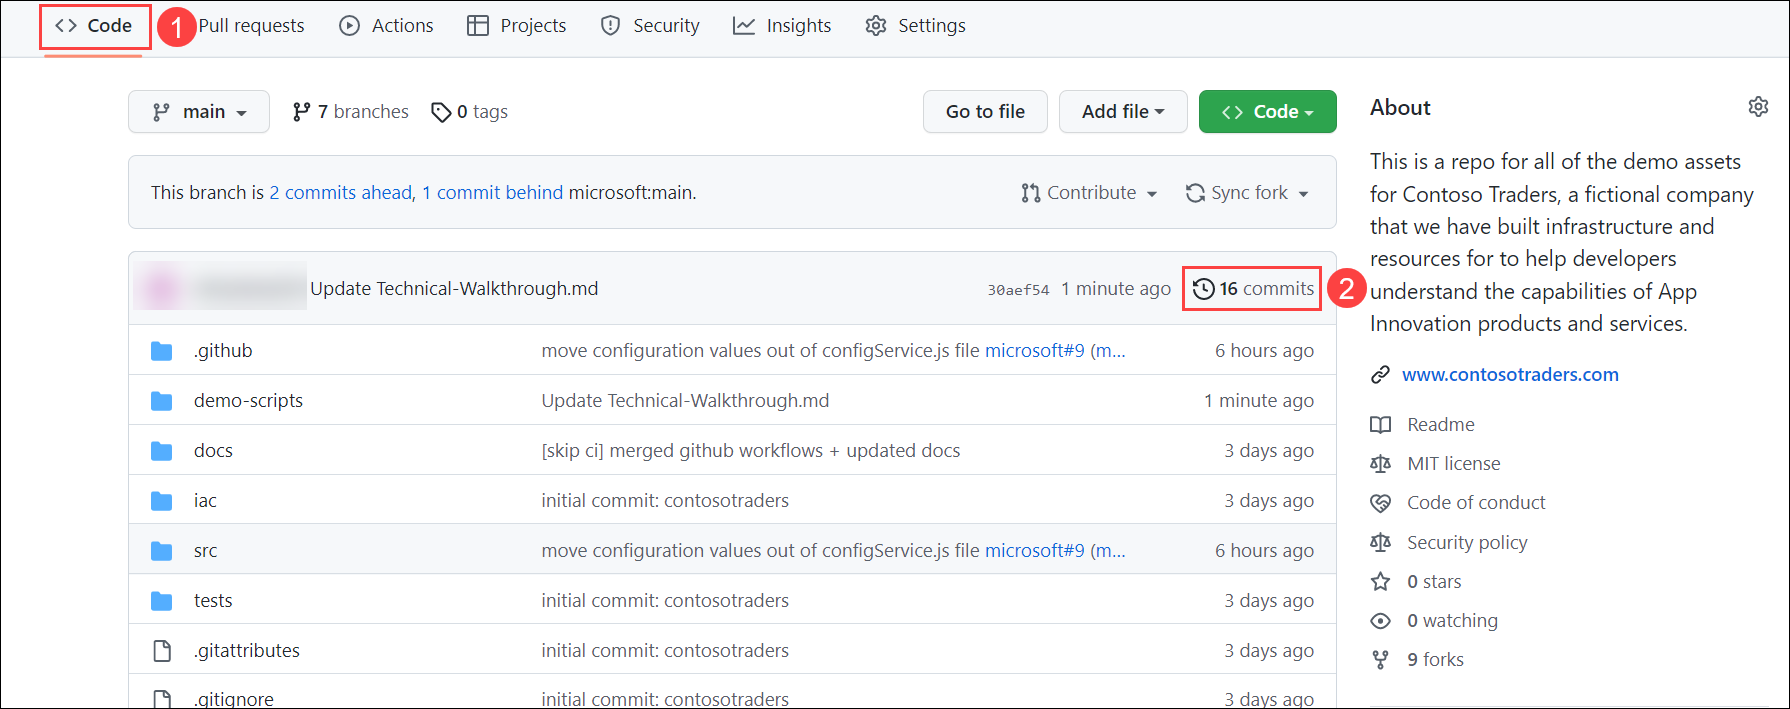 Code 1 Pull requests Actions Projects Security Insights Settings
main 7 branches 0 tags Go to file Add file Code
This branch is 2 commits ahead, 1 commit behind microsoft:main. Contribute Sync fork
Update Technical-Walkthrough.md 30aef54 1 minute ago 16 commits 2
.github move configuration values out of configService.js file microsoft#9 (m... 6 hours ago
demo-scripts Update Technical-Walkthrough.md 1 minute ago
docs [skip ci] merged github workflows + updated docs 3 days ago
iac initial commit: contosotraders 3 days ago
src move configuration values out of configService.js file microsoft#9 (m... 6 hours ago
tests initial commit: contosotraders 3 days ago
.gitattributes initial commit: contosotraders 3 days ago
.gitignore initial commit: contosotraders 3 days ago
About
This is a repo for all of the demo assets
for Contoso Traders, a fictional company
that we have built infrastructure and
resources for to help developers
understand the capabilities of App
Innovation products and services.
www.contosotraders.com
Readme
MIT license
Code of conduct
Security policy
0 stars
0 watching
9 forks